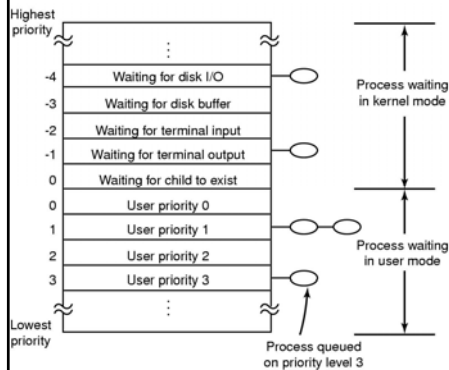 Highest
priority
⋮
-4 Waiting for disk I/O
-3 Waiting for disk buffer
-2 Waiting for terminal input
-1 Waiting for terminal output
0 Waiting for child to exist
0 User priority 0
1 User priority 1
2 User priority 2
3 User priority 3
⋮
Lowest
priority
Process waiting
in kernel mode
Process waiting
in user mode
Process queued
on priority level 3